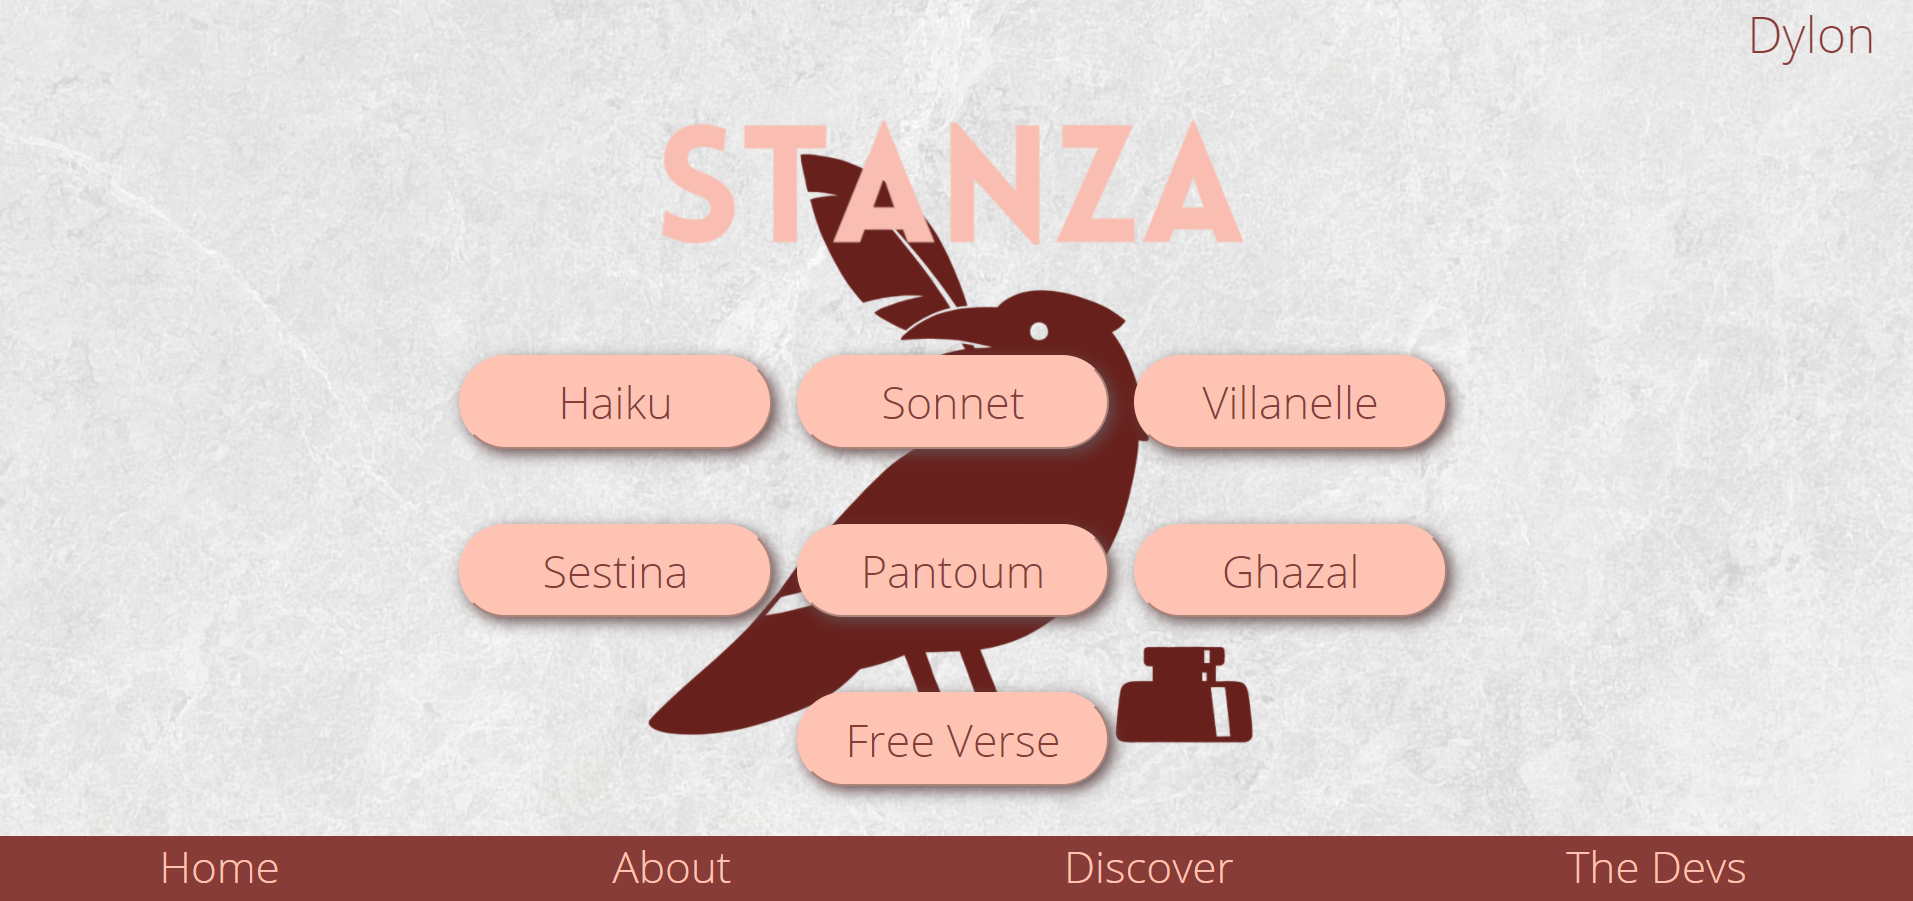 Dylon
STANZA
Haiku
Sonnet
Villanelle
Sestina
Pantoum
Ghazal
Free Verse
Home
About
Discover
The Devs